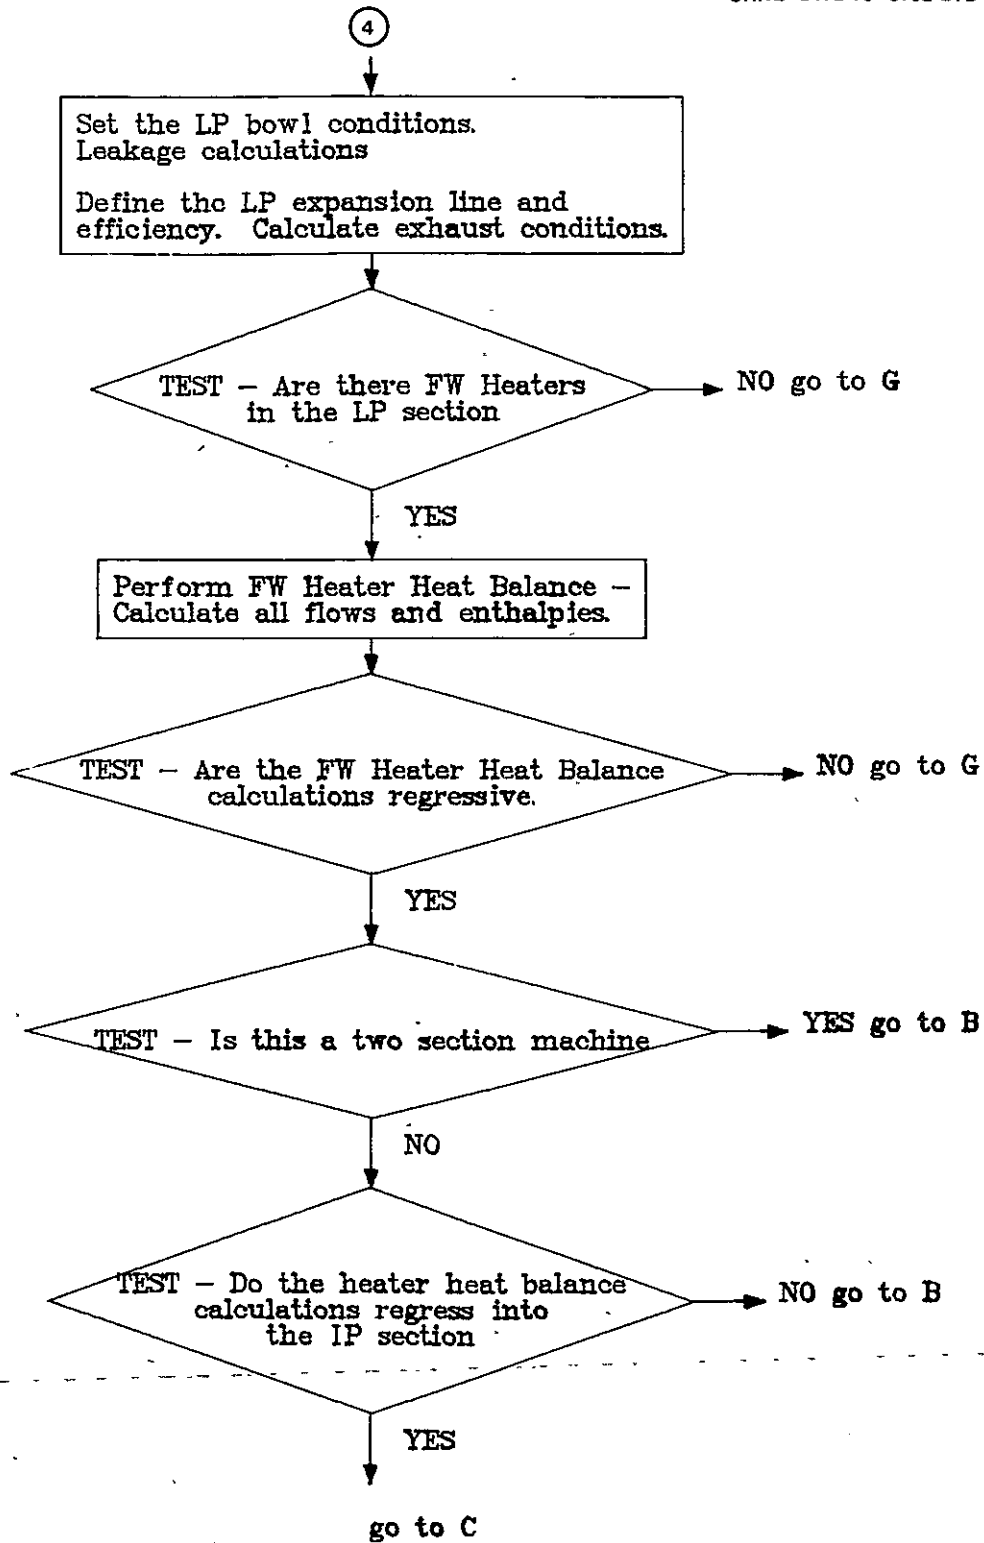 4
Set the LP bowl conditions.
Leakage calculations
Define the LP expansion line and
efficiency. Calculate exhaust conditions.
TEST — Are there FW Heaters
in the LP section
NO go to G
YES
Perform FW Heater Heat Balance —
Calculate all flows and enthalpies.
TEST — Are the FW Heater Heat Balance
calculations regressive.
NO go to G
YES
TEST — Is this a two section machine
YES go to B
NO
TEST — Do the heater heat balance
calculations regress into
the IP section
NO go to B
YES
go to C